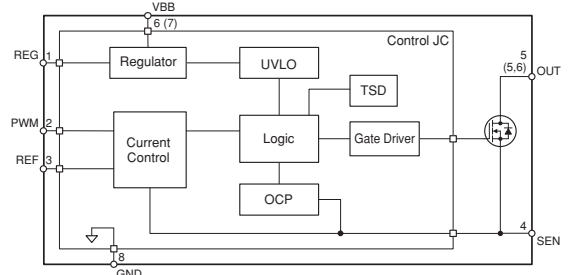 VBB
6 (7)
Control JC
REG 1
Regulator
UVLO
TSD
5
(5,6)
OUT
PWM 2
REF 3
Current
Control
Logic
Gate Driver
OCP
4
SEN
8
GND